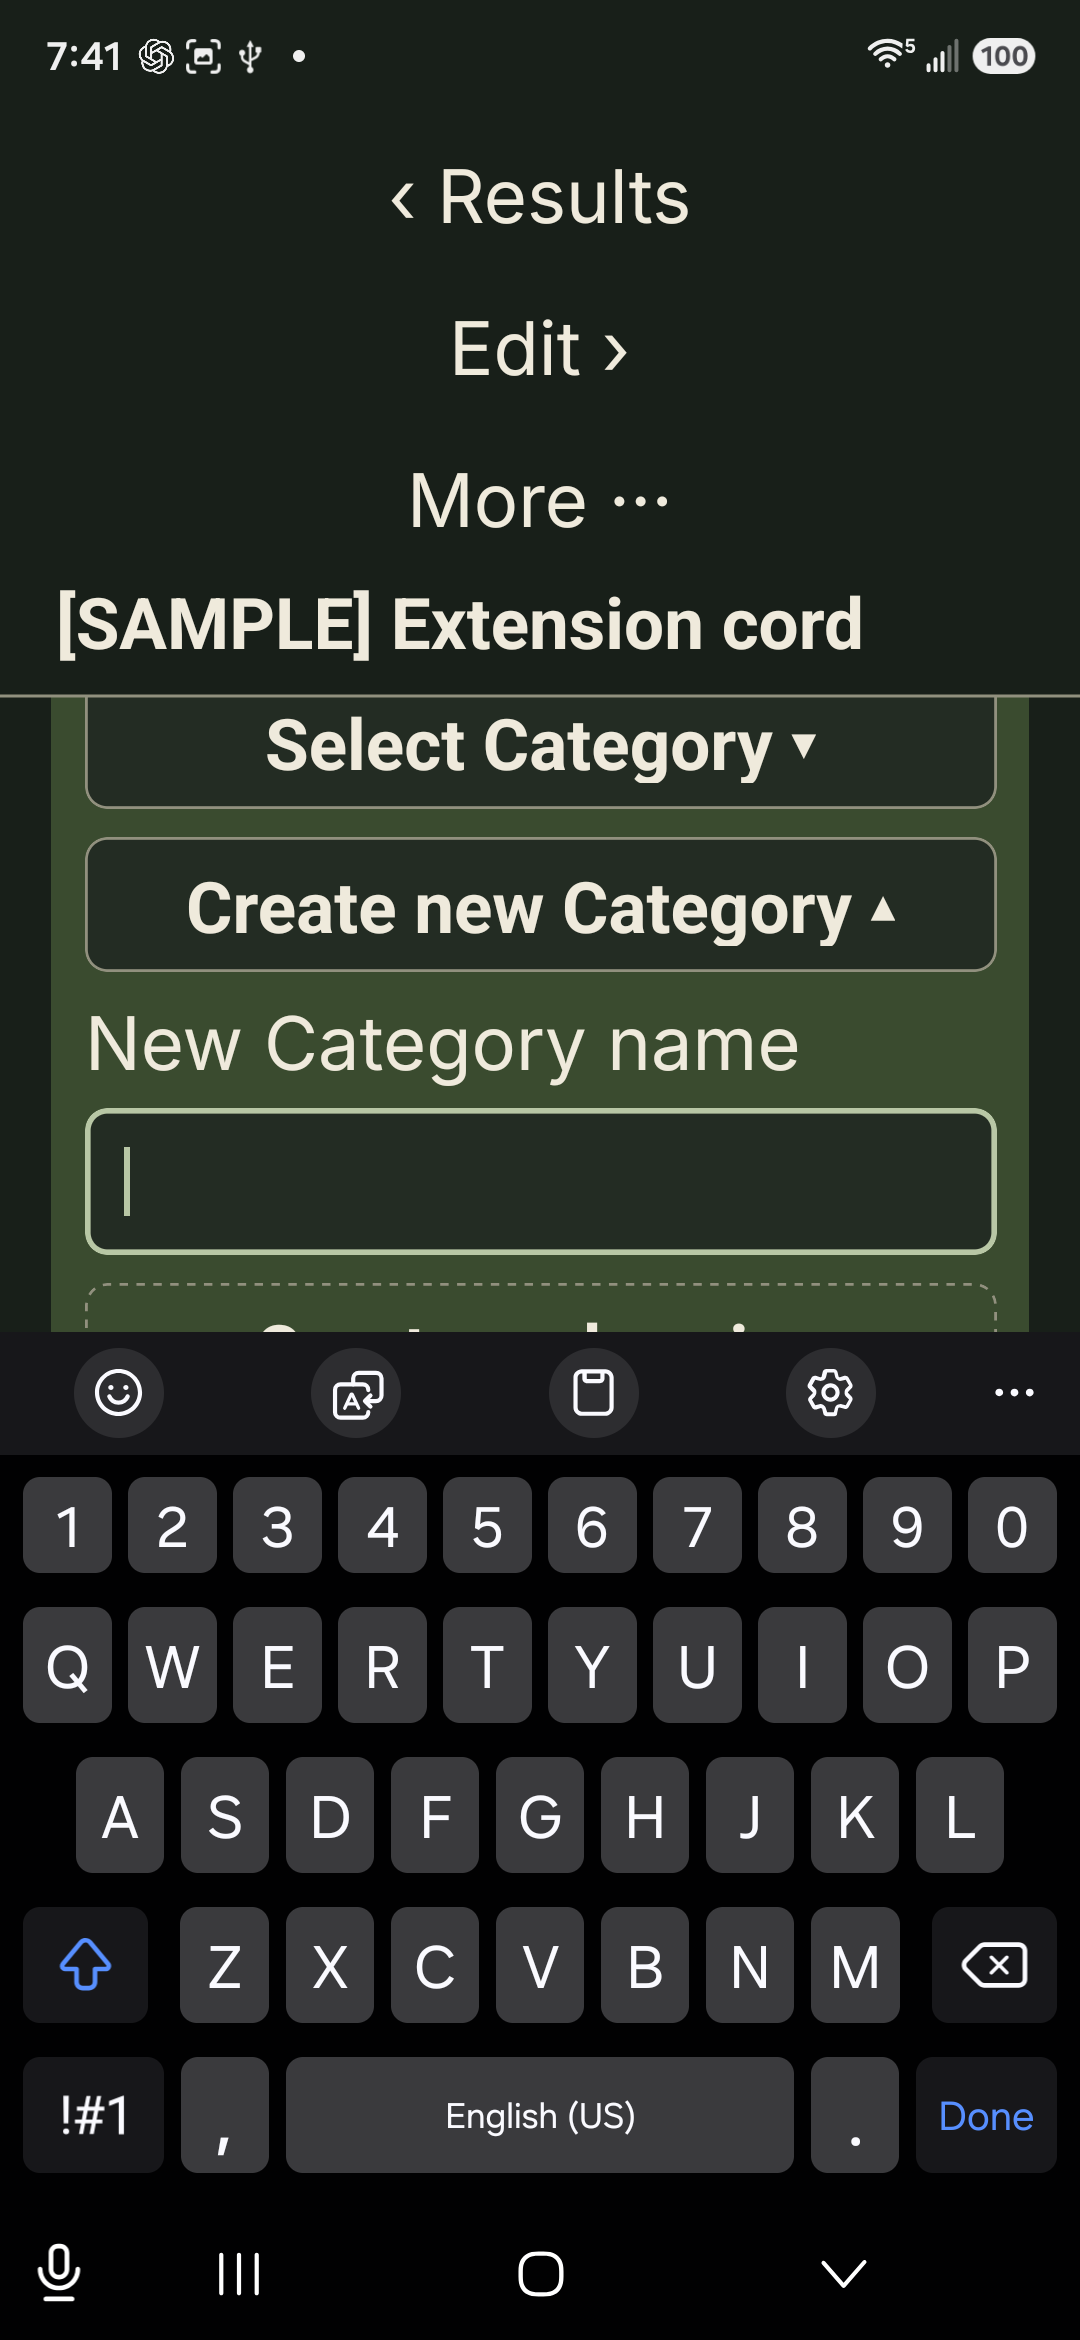 7:41 5 100
‹ Results
Edit ›
More ···
[SAMPLE] Extension cord
Select Category ▾
Create new Category ▴
New Category name
1 2 3 4 5 6 7 8 9 0
Q W E R T Y U I O P
A S D F G H J K L
Z X C V B N M
!#1 , English (US) . Done